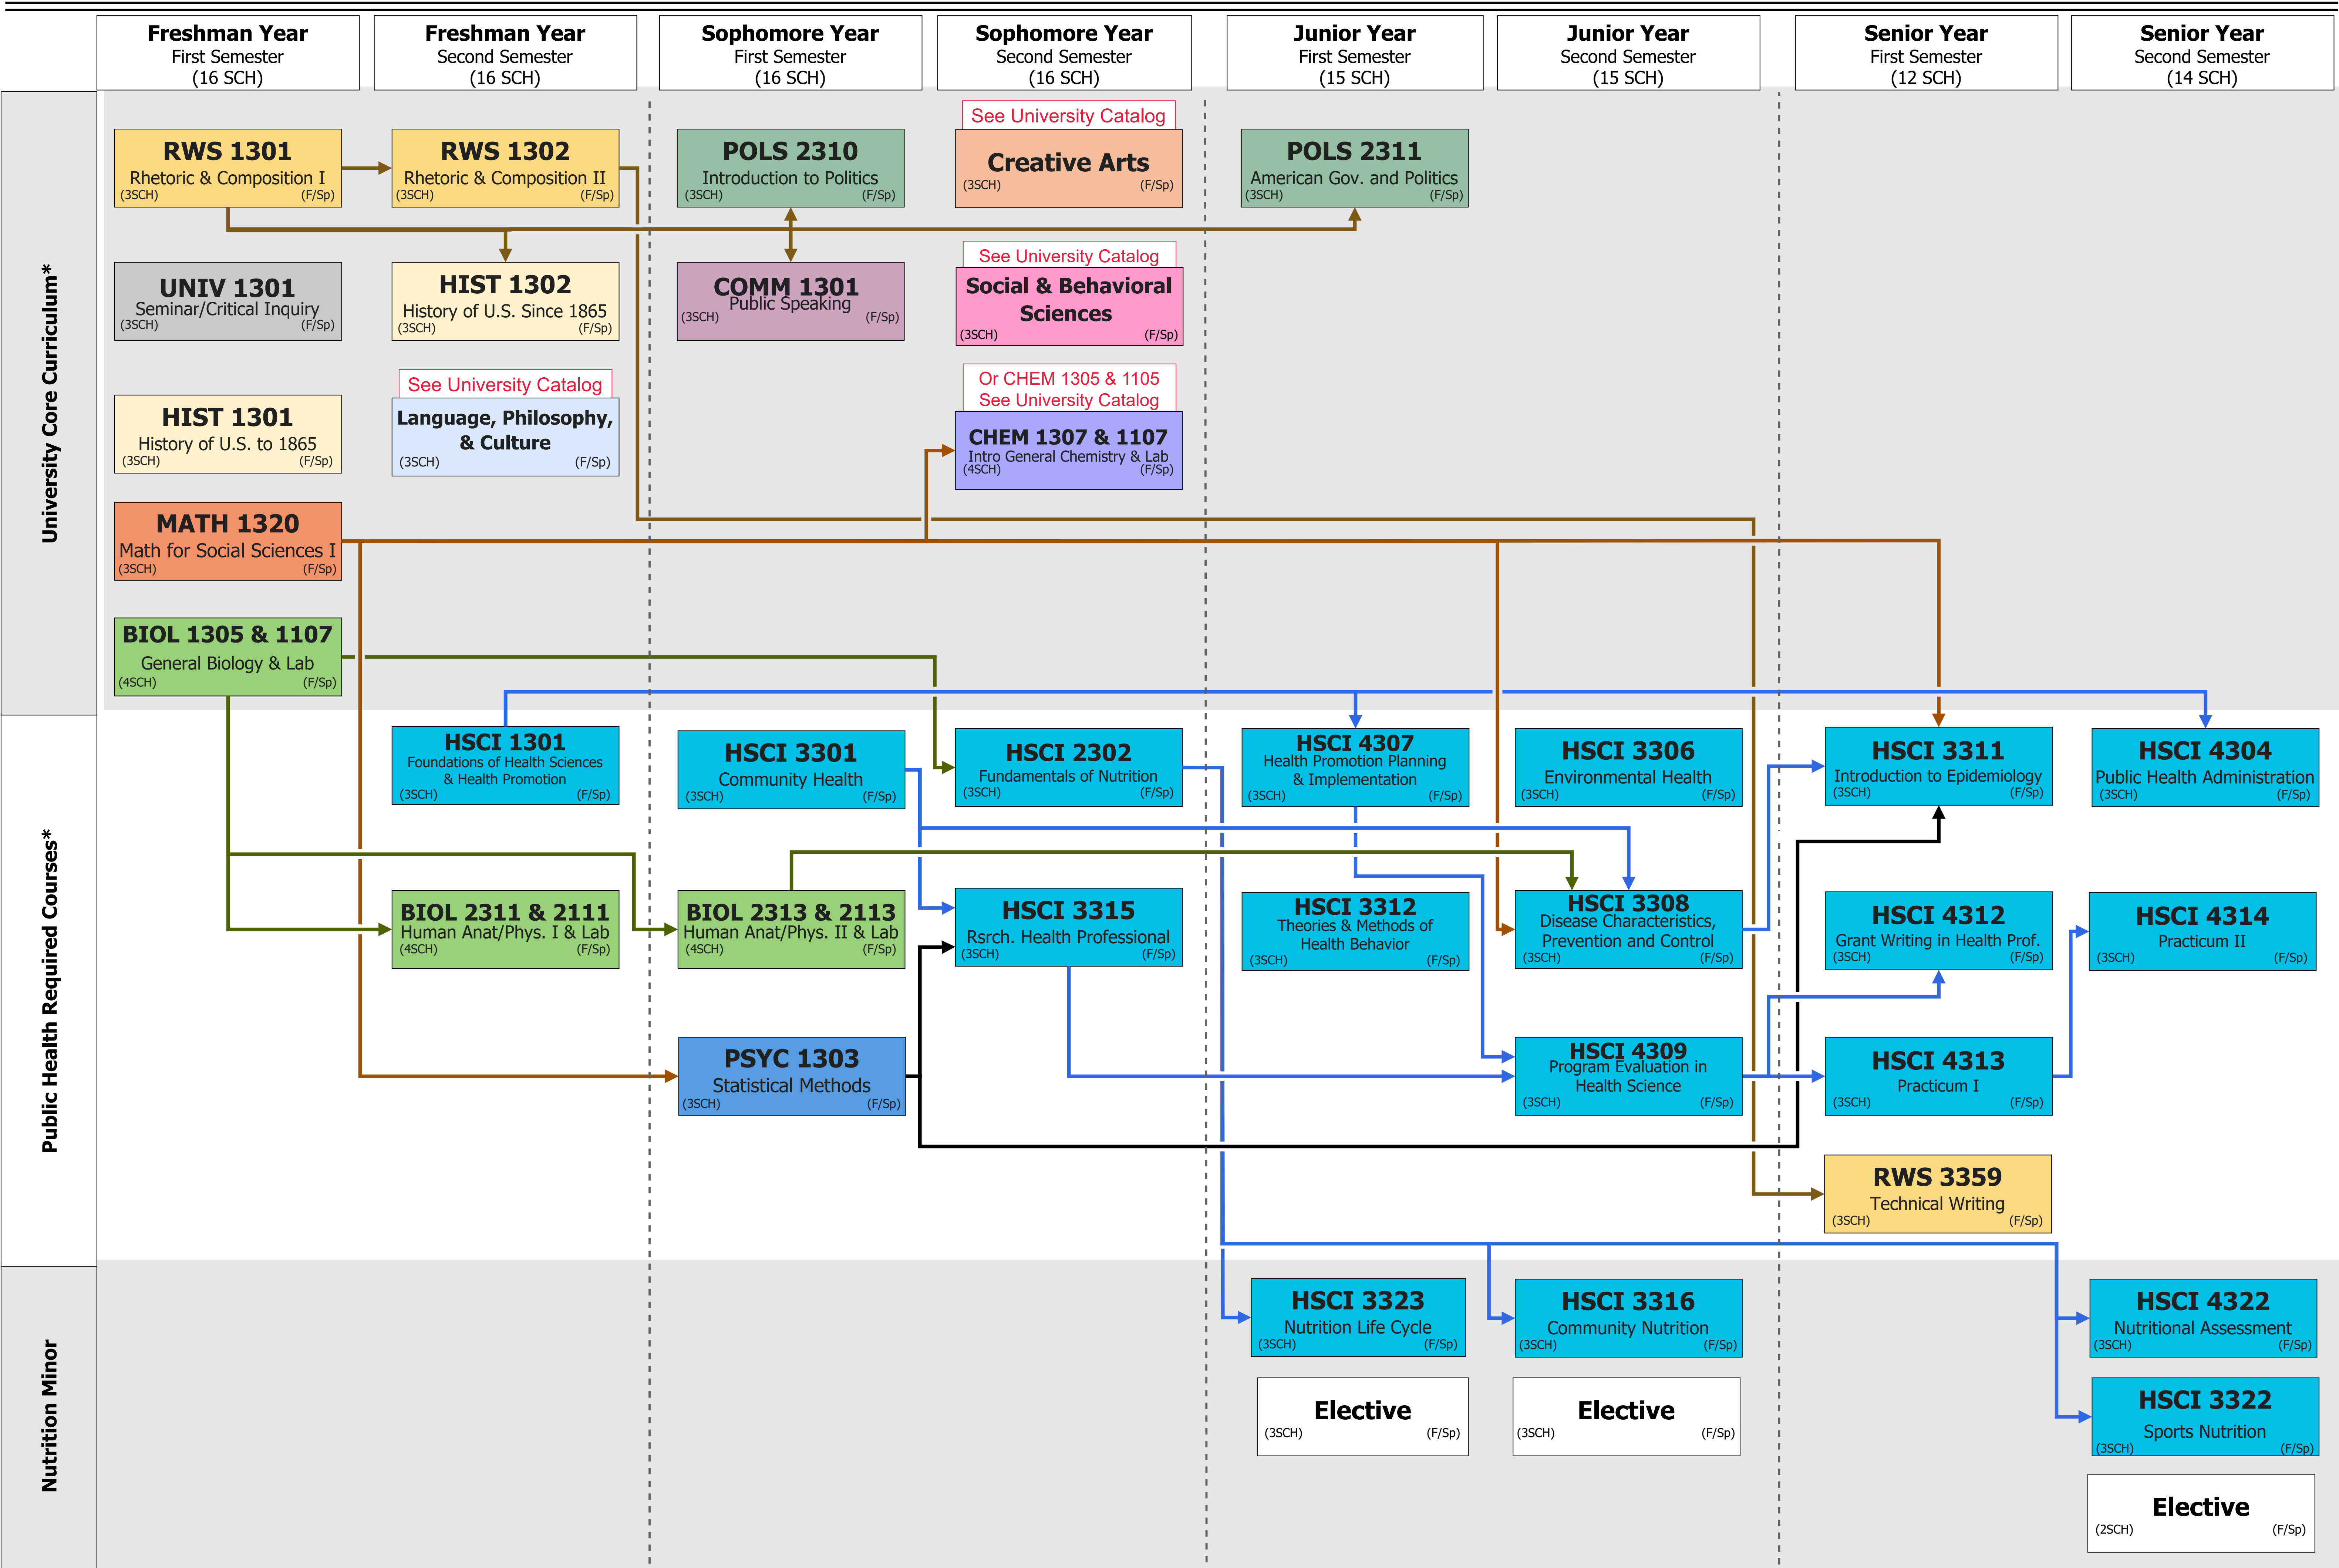 Freshman Year
First Semester
(16 SCH)
Freshman Year
Second Semester
(16 SCH)
Sophomore Year
First Semester
(16 SCH)
Sophomore Year
Second Semester
(16 SCH)
Junior Year
First Semester
(15 SCH)
Junior Year
Second Semester
(15 SCH)
Senior Year
First Semester
(12 SCH)
Senior Year
Second Semester
(14 SCH)
University Core Curriculum*
RWS 1301
Rhetoric & Composition I
(3SCH) (F/Sp)
RWS 1302
Rhetoric & Composition II
(3SCH) (F/Sp)
POLS 2310
Introduction to Politics
(3SCH) (F/Sp)
See University Catalog
Creative Arts
(3SCH) (F/Sp)
POLS 2311
American Gov. and Politics
(3SCH) (F/Sp)
UNIV 1301
Seminar/Critical Inquiry
(3SCH) (F/Sp)
HIST 1302
History of U.S. Since 1865
(3SCH) (F/Sp)
COMM 1301
Public Speaking
(3SCH) (F/Sp)
See University Catalog
Social & Behavioral
Sciences
(3SCH) (F/Sp)
HIST 1301
History of U.S. to 1865
(3SCH) (F/Sp)
See University Catalog
Language, Philosophy,
& Culture
(3SCH) (F/Sp)
Or CHEM 1305 & 1105
See University Catalog
CHEM 1307 & 1107
Intro General Chemistry & Lab
(4SCH) (F/Sp)
MATH 1320
Math for Social Sciences I
(3SCH) (F/Sp)
BIOL 1305 & 1107
General Biology & Lab
(4SCH) (F/Sp)
Public Health Required Courses*
HSCI 1301
Foundations of Health Sciences
& Health Promotion
(3SCH) (F/Sp)
HSCI 3301
Community Health
(3SCH) (F/Sp)
HSCI 2302
Fundamentals of Nutrition
(3SCH) (F/Sp)
HSCI 4307
Health Promotion Planning
& Implementation
(3SCH) (F/Sp)
HSCI 3306
Environmental Health
(3SCH) (F/Sp)
HSCI 3311
Introduction to Epidemiology
(3SCH) (F/Sp)
HSCI 4304
Public Health Administration
(3SCH) (F/Sp)
BIOL 2311 & 2111
Human Anat/Phys. I & Lab
(4SCH) (F/Sp)
BIOL 2313 & 2113
Human Anat/Phys. II & Lab
(4SCH) (F/Sp)
HSCI 3315
Rsrch. Health Professional
(3SCH) (F/Sp)
HSCI 3312
Theories & Methods of
Health Behavior
(3SCH) (F/Sp)
HSCI 3308
Disease Characteristics,
Prevention and Control
(3SCH) (F/Sp)
HSCI 4312
Grant Writing in Health Prof.
(3SCH) (F/Sp)
HSCI 4314
Practicum II
(3SCH) (F/Sp)
PSYC 1303
Statistical Methods
(3SCH) (F/Sp)
HSCI 4309
Program Evaluation in
Health Science
(3SCH) (F/Sp)
HSCI 4313
Practicum I
(3SCH) (F/Sp)
RWS 3359
Technical Writing
(3SCH) (F/Sp)
Nutrition Minor
HSCI 3323
Nutrition Life Cycle
(3SCH) (F/Sp)
HSCI 3316
Community Nutrition
(3SCH) (F/Sp)
HSCI 4322
Nutritional Assessment
(3SCH) (F/Sp)
Elective
(3SCH) (F/Sp)
Elective
(3SCH) (F/Sp)
HSCI 3322
Sports Nutrition
(3SCH) (F/Sp)
Elective
(2SCH) (F/Sp)